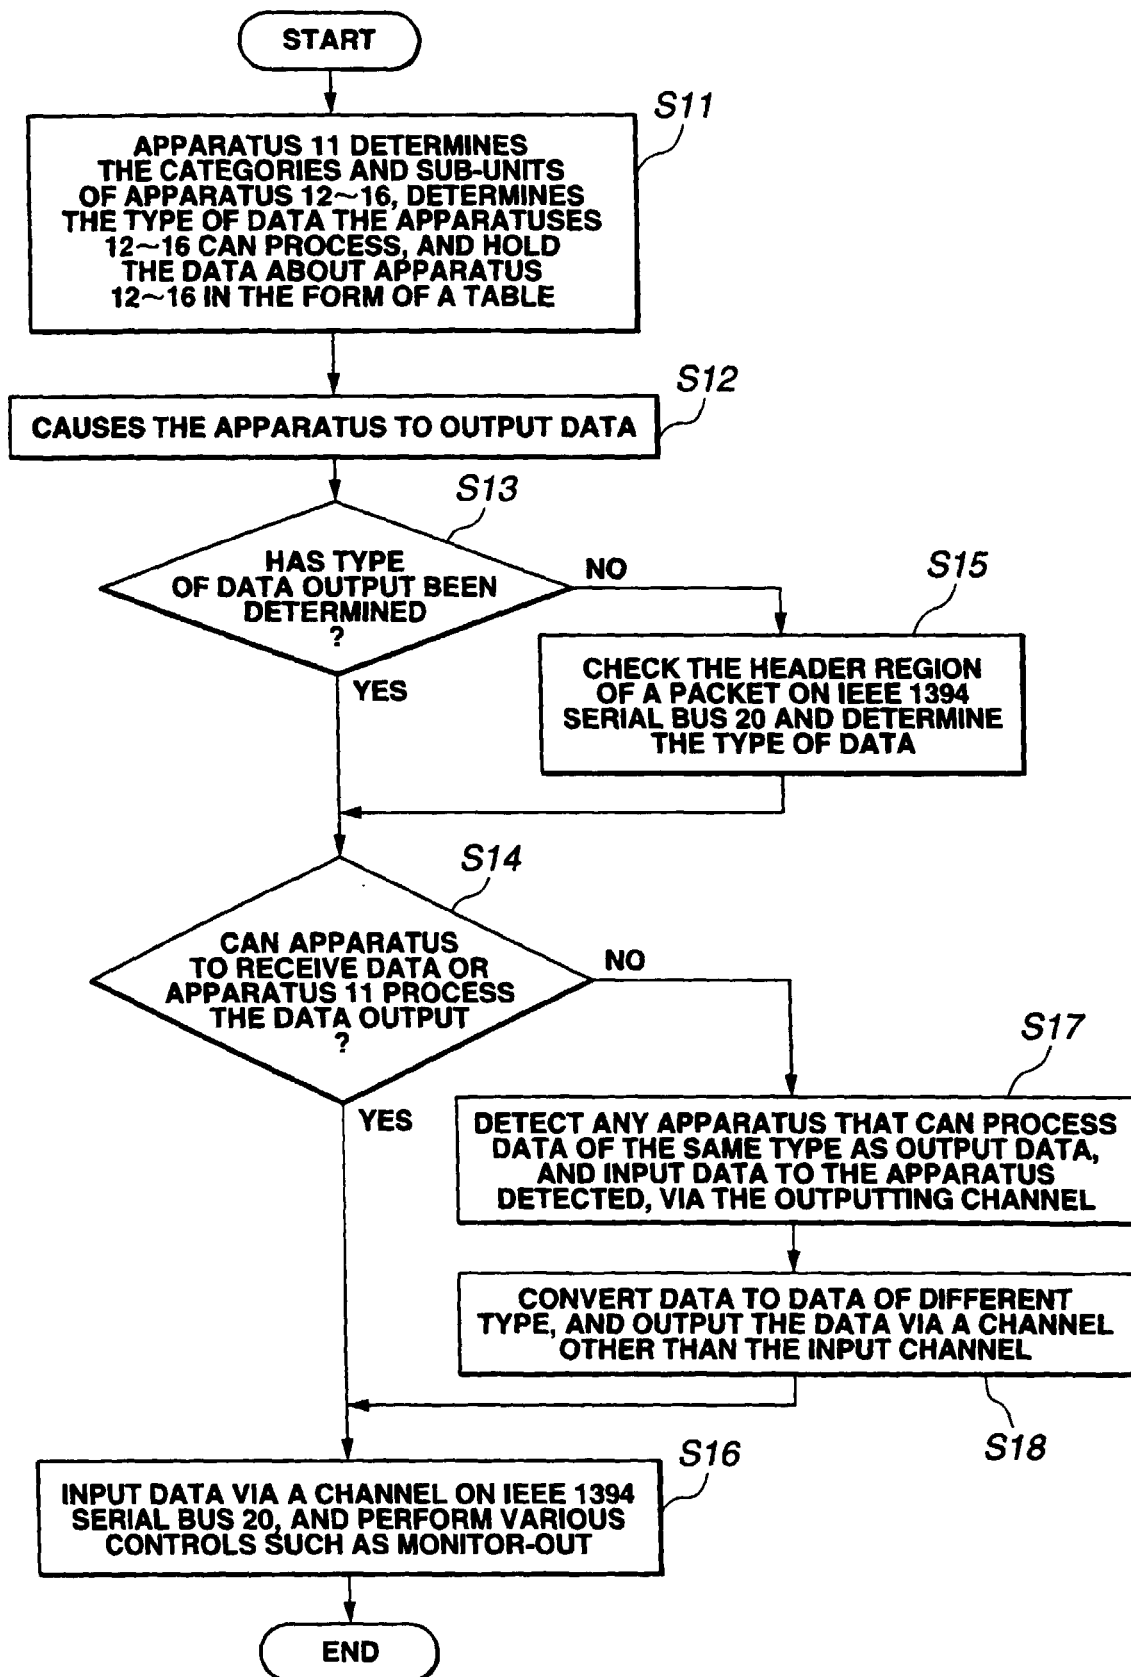 START
S11
APPARATUS 11 DETERMINES
THE CATEGORIES AND SUB-UNITS
OF APPARATUS 12~16, DETERMINES
THE TYPE OF DATA THE APPARATUSES
12~16 CAN PROCESS, AND HOLD
THE DATA ABOUT APPARATUS
12~16 IN THE FORM OF A TABLE
S12
CAUSES THE APPARATUS TO OUTPUT DATA
S13
HAS TYPE
OF DATA OUTPUT BEEN
DETERMINED
?
NO
YES
S15
CHECK THE HEADER REGION
OF A PACKET ON IEEE 1394
SERIAL BUS 20 AND DETERMINE
THE TYPE OF DATA
S14
CAN APPARATUS
TO RECEIVE DATA OR
APPARATUS 11 PROCESS
THE DATA OUTPUT
?
NO
YES
S17
DETECT ANY APPARATUS THAT CAN PROCESS
DATA OF THE SAME TYPE AS OUTPUT DATA,
AND INPUT DATA TO THE APPARATUS
DETECTED, VIA THE OUTPUTTING CHANNEL
CONVERT DATA TO DATA OF DIFFERENT
TYPE, AND OUTPUT THE DATA VIA A CHANNEL
OTHER THAN THE INPUT CHANNEL
S18
S16
INPUT DATA VIA A CHANNEL ON IEEE 1394
SERIAL BUS 20, AND PERFORM VARIOUS
CONTROLS SUCH AS MONITOR-OUT
END